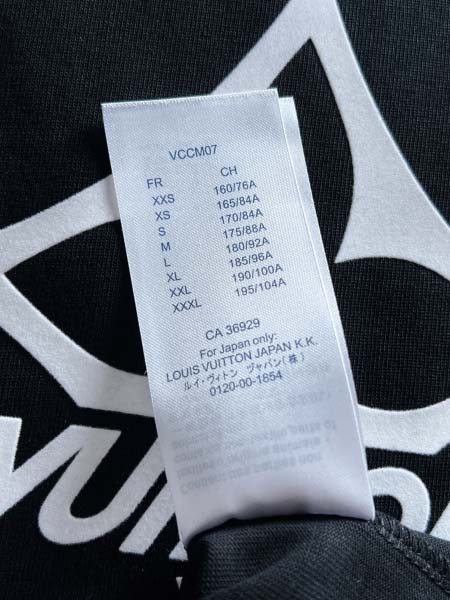 VCCM07
FR CH
XXS 160/76A
XS 165/84A
S 170/84A
M 175/88A
L 180/92A
XL 185/96A
XXL 190/100A
XXXL 195/104A
CA 36929
For Japan only:
LOUIS VUITTON JAPAN K.K.
ルイ・ヴィトン ヂャパン(株)
0120-00-1854